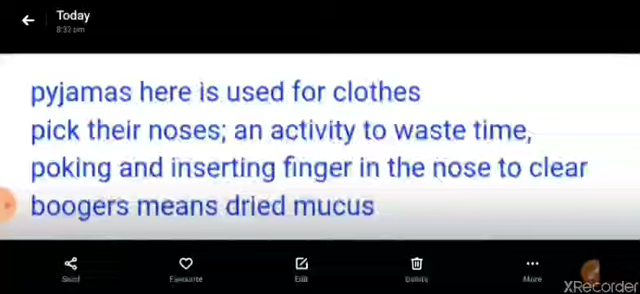 Today
8:32 pm
pyjamas here is used for clothes
pick their noses; an activity to waste time,
poking and inserting finger in the nose to clear
boogers means dried mucus
Send Favourite Edit Delete More
XRecorder